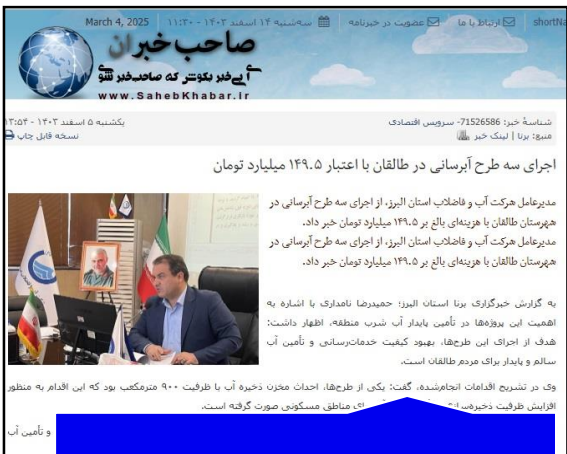 shortNa
ارتباط با ما
عضویت در خبرنامه
سه‌شنبه ۱۴ اسفند ۱۴۰۳ - ۱۱:۲۰
March 4, 2025
صاحب خبران
آی خبر بکوش که صاحب خبر شوی
www.SahebKhabar.ir
شناسهٔ خبر: 71526586- سرویس اقتصادی
یکشنبه ۵ اسفند ۱۴۰۳ - ۱۳:۵۴
منبع: برنا | لینک خبر
نسخه قابل چاپ
اجرای سه طرح آبرسانی در طالقان با اعتبار ۱۴۹.۵ میلیارد تومان
مدیرعامل هرکت آب و فاضلاب استان البرز، از اجرای سه طرح آبرسانی در
ههرستان طالقان با هزینه‌ای بالغ بر ۱۴۹.۵ میلیارد تومان خبر داد.
مدیرعامل هرکت آب و فاضلاب استان البرز، از اجرای سه طرح آبرسانی در
ههرستان طالقان با هزینه‌ای بالغ بر ۱۴۹.۵ میلیارد تومان خبر داد.
به گزارش خبرگزاری برنا استان البرز؛ حمیدرضا نامداری با اشاره به
اهمیت این پروژه‌ها در تأمین پایدار آب شرب منطقه، اظهار داشت:
هدف از اجرای این طرح‌ها، بهبود کیفیت خدمات‌رسانی و تأمین آب
سالم و پایدار برای مردم طالقان است.
وی در تشریح اقدامات انجام‌شده، گفت: یکی از طرح‌ها، احداث مخزن ذخیره آب با ظرفیت ۹۰۰ مترمکعب بود که این اقدام به منظور
افزایش ظرفیت ذخیره‌سازی مناطق مسکونی صورت گرفته است.
و تأمین آب